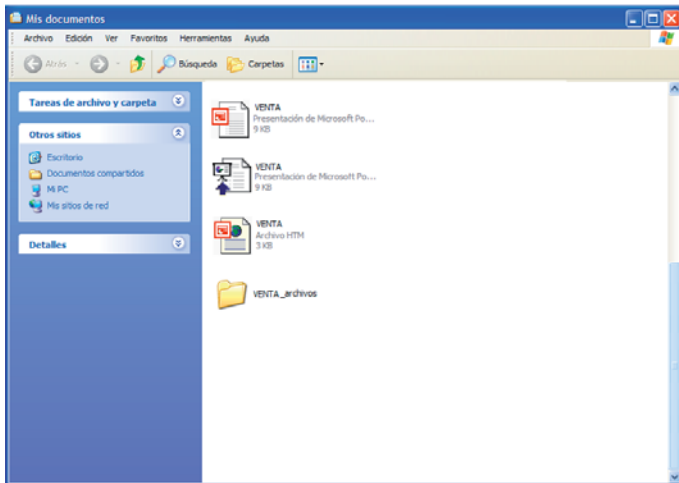 Mis documentos
Archivo Edición Ver Favoritos Herramientas Ayuda
Atrás Búsqueda Carpetas
Tareas de archivo y carpeta
Otros sitios
Escritorio
Documentos compartidos
Mi PC
Mis sitios de red
Detalles
VENTA
Presentación de Microsoft Po...
9 KB
VENTA
Presentación de Microsoft Po...
9 KB
VENTA
Archivo HTM
3 KB
VENTA_archivos